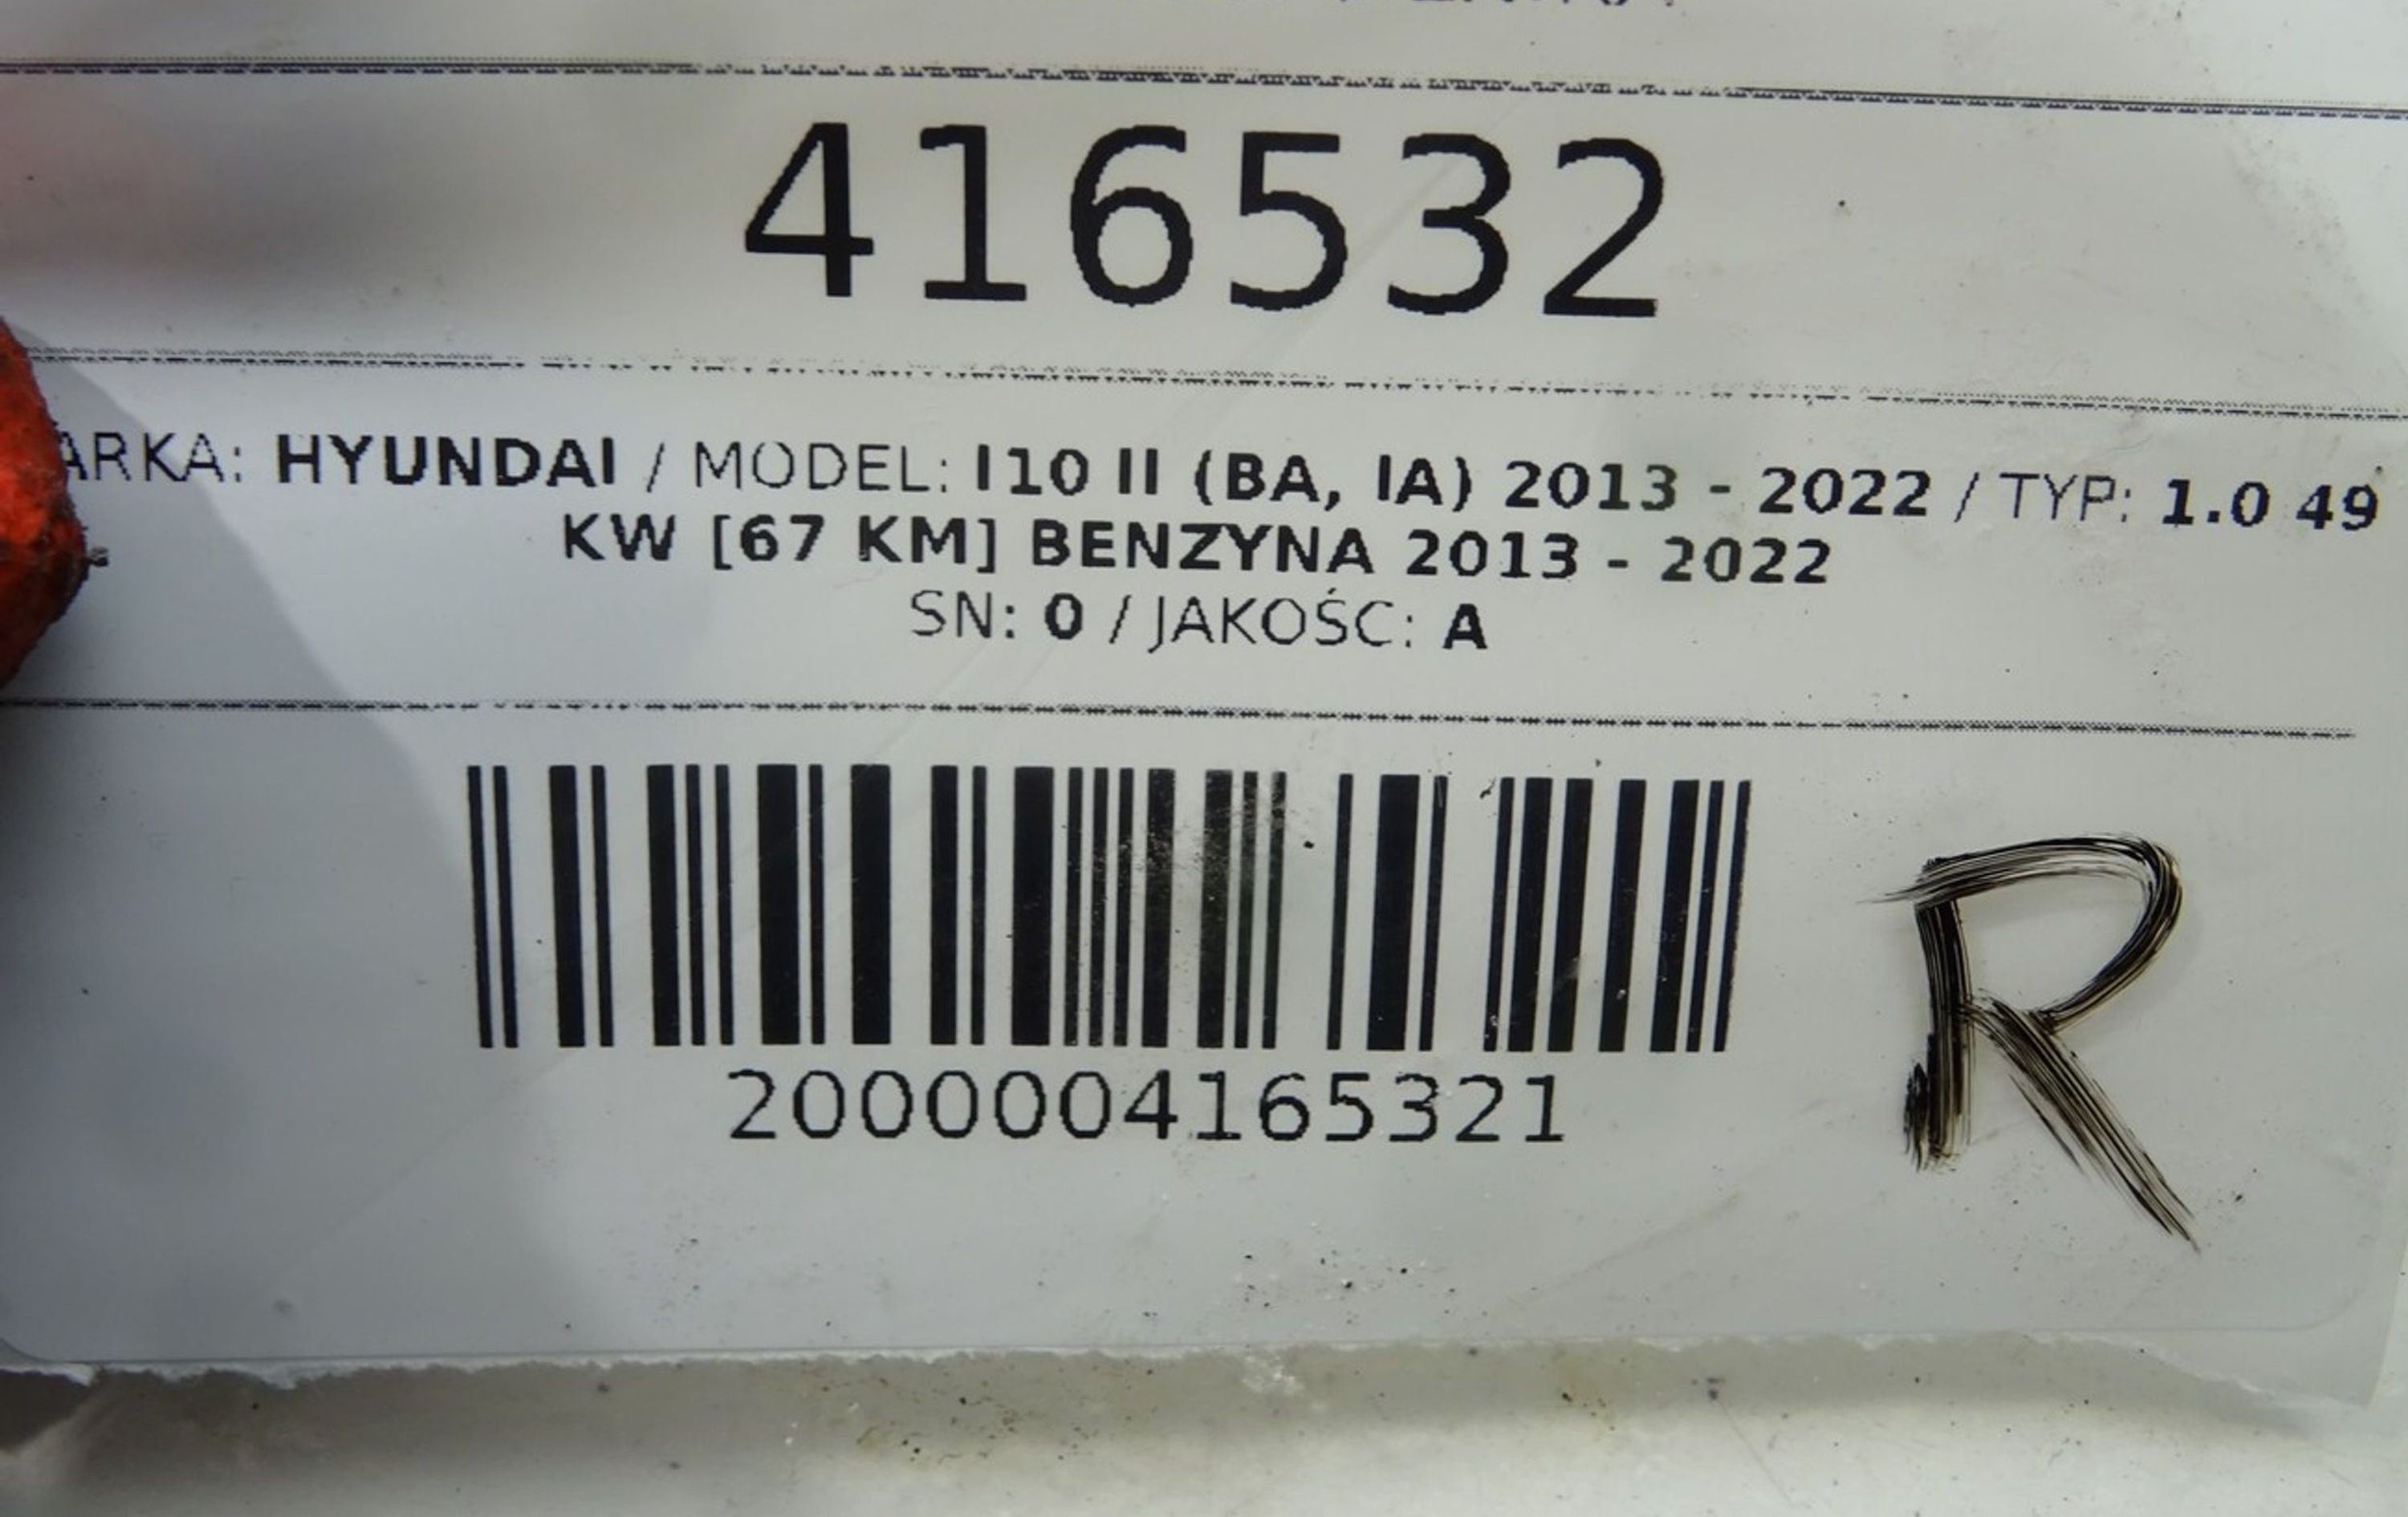 416532
ARKA: HYUNDAI / MODEL: I10 II (BA, IA) 2013 - 2022 / TYP: 1.0 49
KW [67 KM] BENZYNA 2013 - 2022
SN: 0 / JAKOŚC: A
2000004165321
R